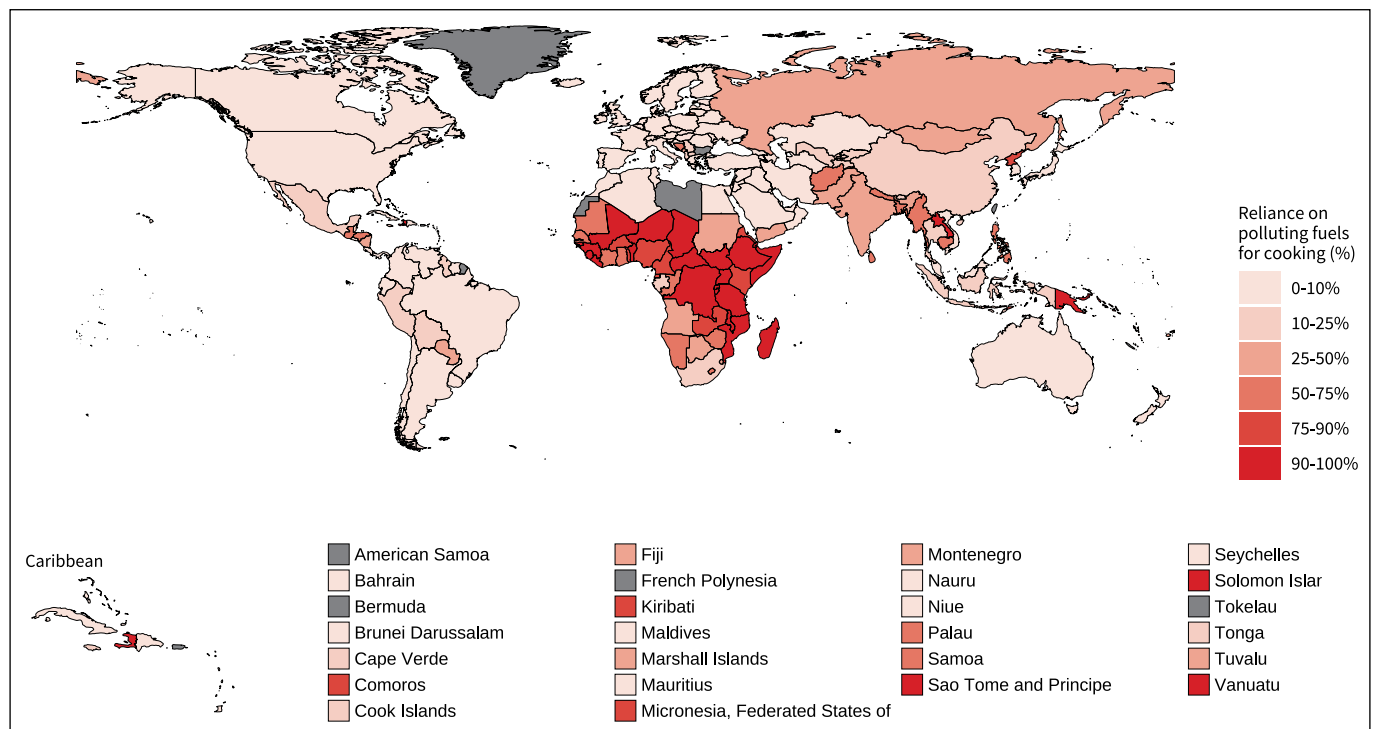 Reliance on
polluting fuels
for cooking (%)
0-10%
10-25%
25-50%
50-75%
75-90%
90-100%
Caribbean
American Samoa
Bahrain
Bermuda
Brunei Darussalam
Cape Verde
Comoros
Cook Islands
Fiji
French Polynesia
Kiribati
Maldives
Marshall Islands
Mauritius
Micronesia, Federated States of
Montenegro
Nauru
Niue
Palau
Samoa
Sao Tome and Principe
Seychelles
Solomon Islar
Tokelau
Tonga
Tuvalu
Vanuatu